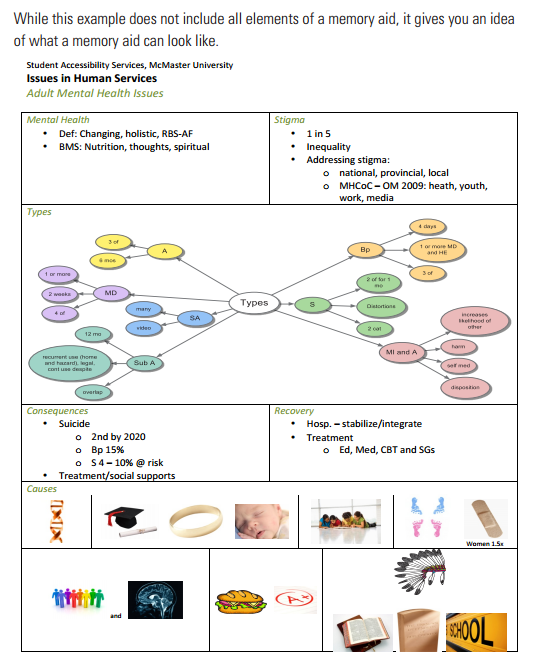 While this example does not include all elements of a memory aid, it gives you an idea
of what a memory aid can look like.
Student Accessibility Services, McMaster University
Issues in Human Services
Adult Mental Health Issues
Mental Health
• Def: Changing, holistic, RBS-AF
• BMS: Nutrition, thoughts, spiritual
Stigma
• 1 in 5
• Inequality
• Addressing stigma:
o national, provincial, local
o MHCoC – OM 2009: heath, youth,
work, media
Types
3 of
6 mos
A
1 or more
2 weeks
4 of
MD
many
video
SA
12 mo
recurrent use (home
and hazard), legal,
cont use despite
overlap
Sub A
Types
Bp
4 days
1 or more MD
and HE
3 of
S
2 of for 1
mo
Distortions
2 cat
MI and A
increases
likelihood of
other
harm
self med
disposition
Consequences
• Suicide
o 2nd by 2020
o Bp 15%
o S 4 – 10% @ risk
• Treatment/social supports
Recovery
• Hosp. – stabilize/integrate
• Treatment
o Ed, Med, CBT and SGs
Causes
Women 1.5x
and
A+
SCHOOL